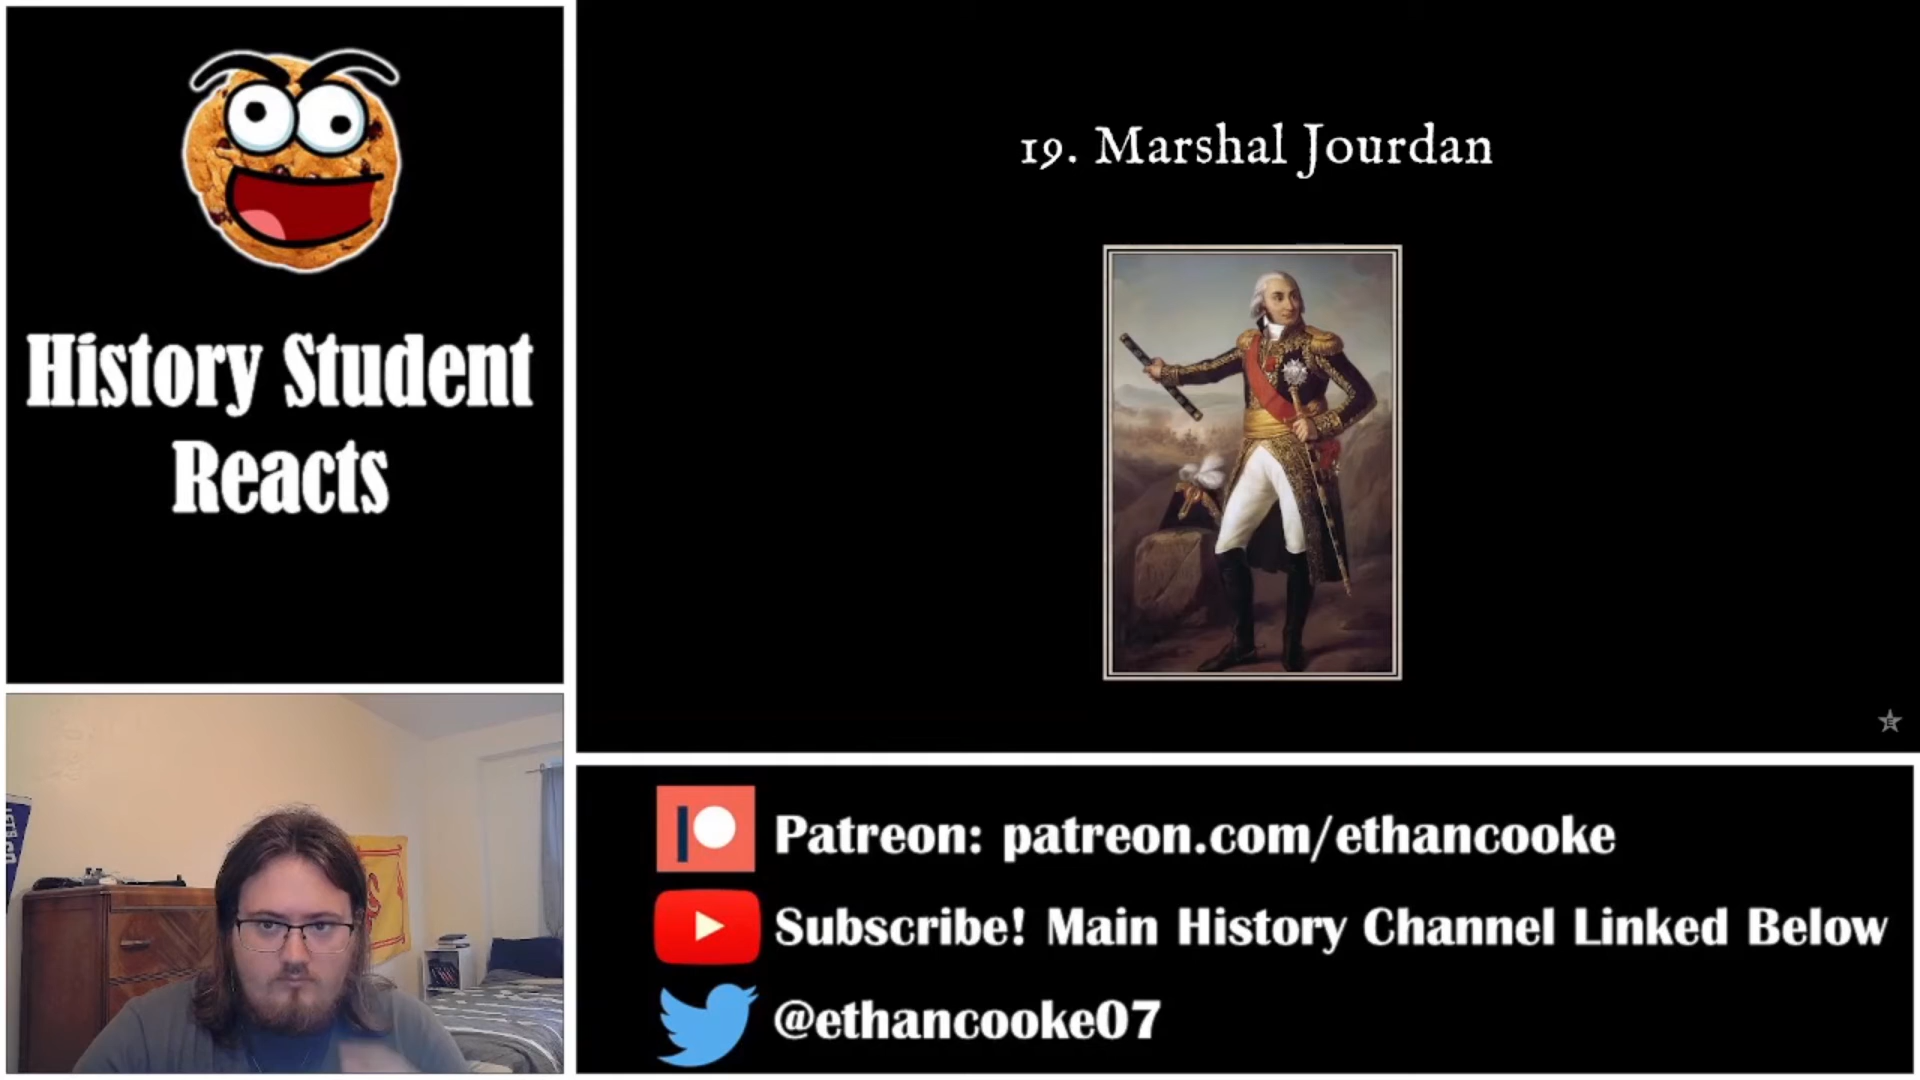 History Student
Reacts
19. Marshal Jourdan
Patreon: patreon.com/ethancooke
Subscribe! Main History Channel Linked Below
@ethancooke07